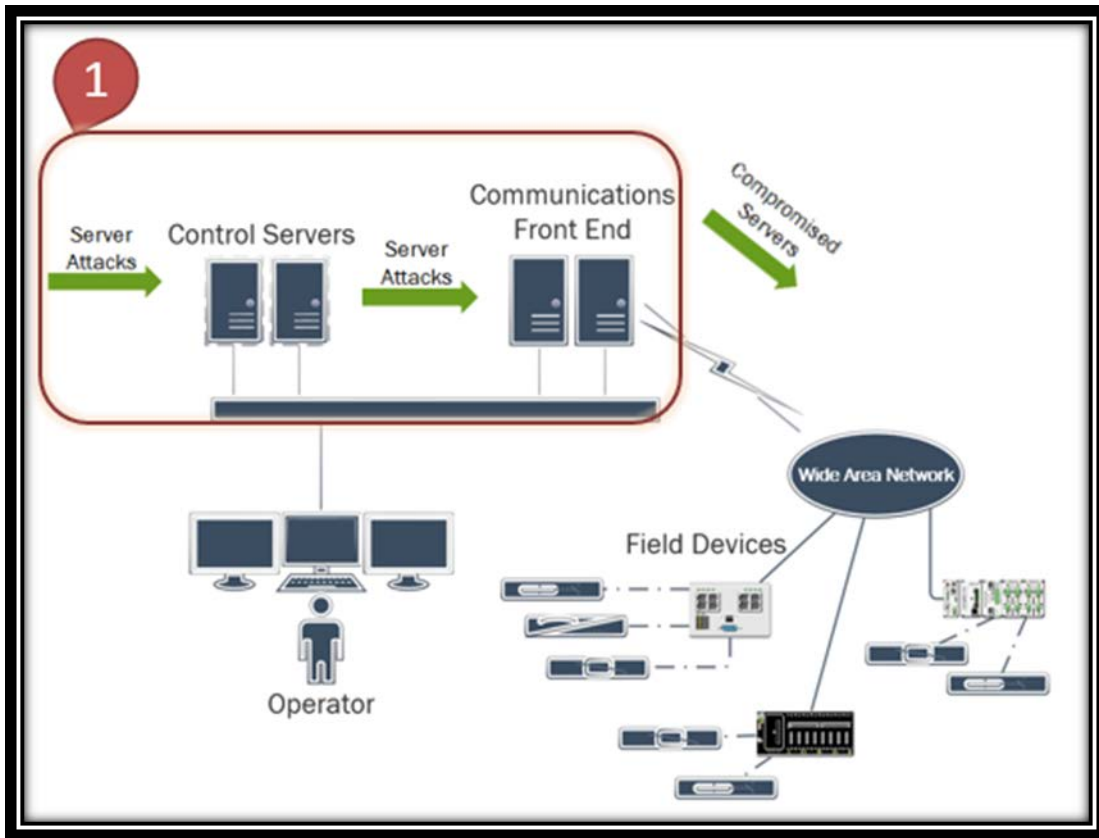 1
Server
Attacks
Control Servers
Server
Attacks
Communications
Front End
Compromised
Servers
Wide Area Network
Field Devices
Operator